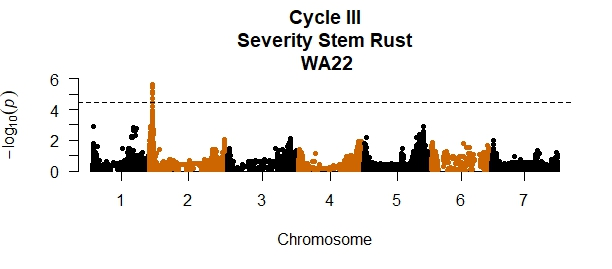 Cycle III
Severity Stem Rust
WA22
−log10(p)
6
4
2
0
1 2 3 4 5 6 7
Chromosome